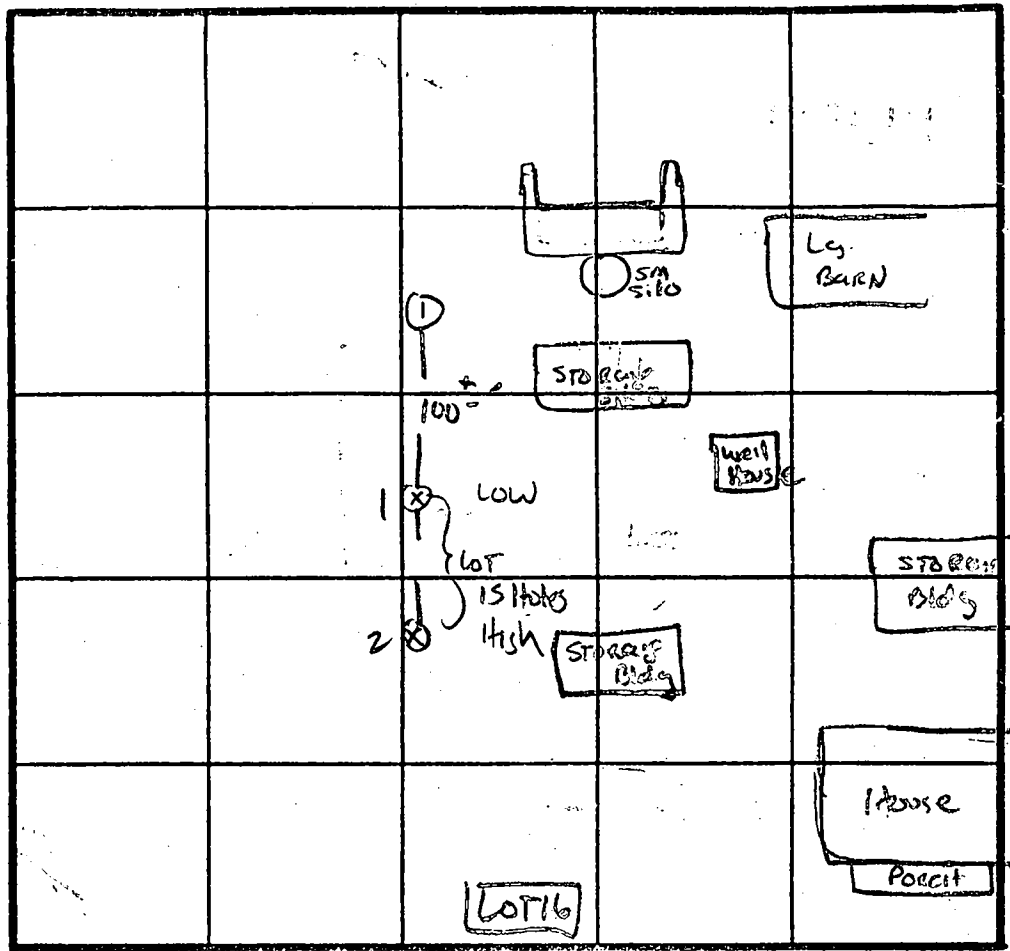 Lg.
BARN
SM
Silo
1
STORAGE
100 ±
Well
House
1
LOW
LOT
15 Holes
High
STORAGE
Bldg
2
STORAGE
Bldg
House
PORCH
LOT 16